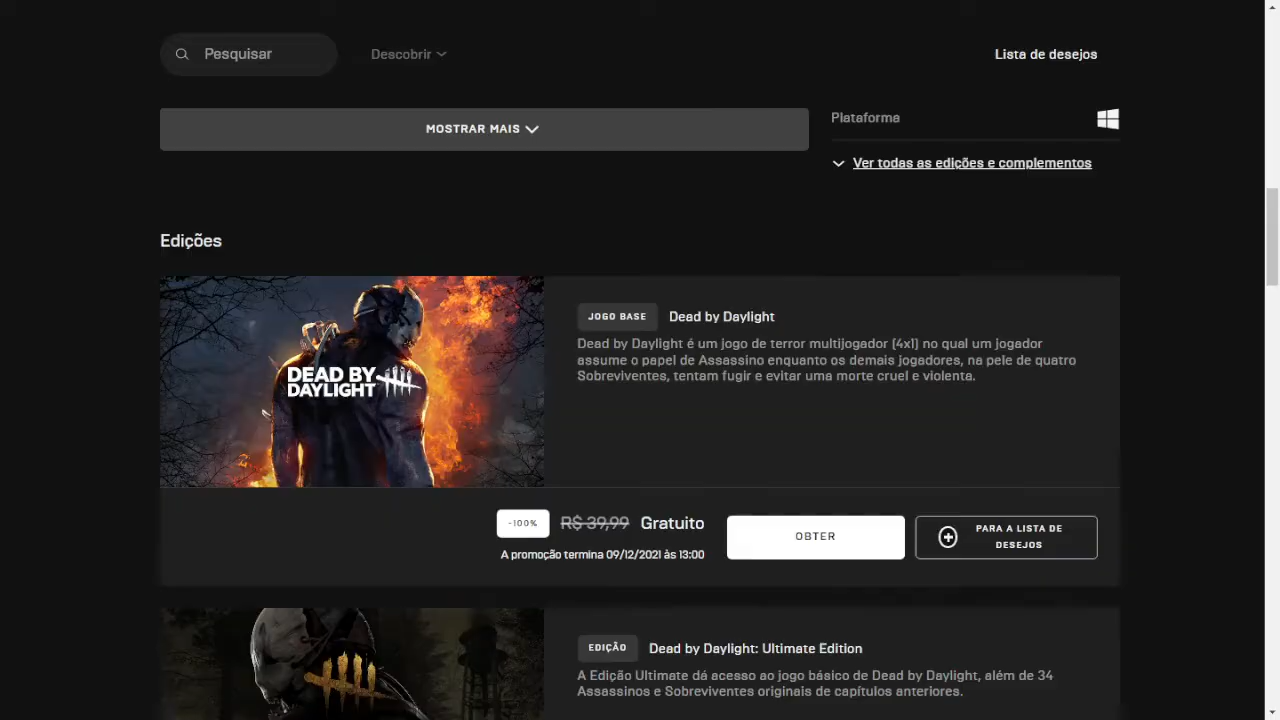 Pesquisar
Descobrir
Lista de desejos
MOSTRAR MAIS
Plataforma
Ver todas as edições e complementos
Edições
DEAD BY
DAYLIGHT
JOGO BASE Dead by Daylight
Dead by Daylight é um jogo de terror multijogador (4x1) no qual um jogador
assume o papel de Assassino enquanto os demais jogadores, na pele de quatro
Sobreviventes, tentam fugir e evitar uma morte cruel e violenta.
-100% R$ 39,99 Gratuito
A promoção termina 09/12/2021 às 13:00
OBTER
PARA A LISTA DE
DESEJOS
EDIÇÃO Dead by Daylight: Ultimate Edition
A Edição Ultimate dá acesso ao jogo básico de Dead by Daylight, além de 34
Assassinos e Sobreviventes originais de capítulos anteriores.